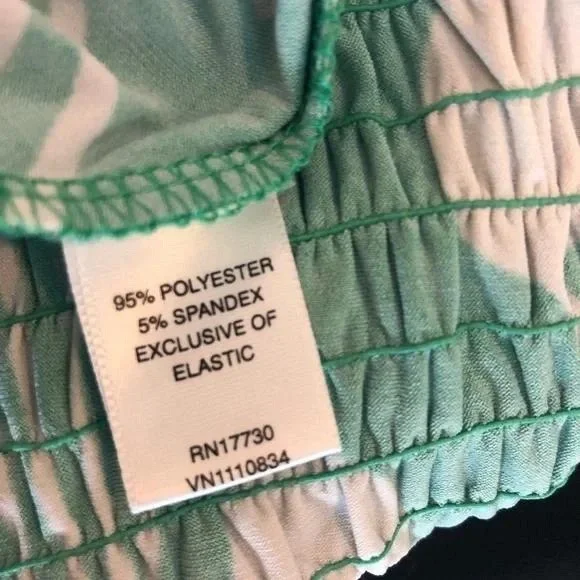 95% POLYESTER
5% SPANDEX
EXCLUSIVE OF
ELASTIC
RN17730
VN1110834